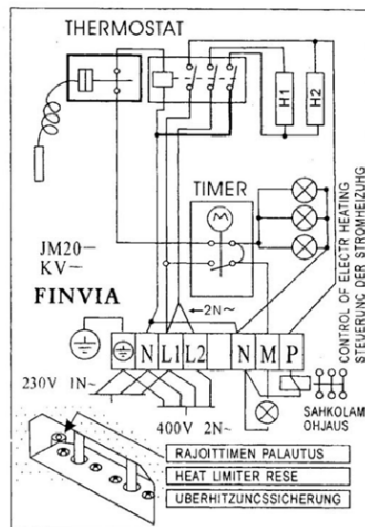 THERMOSTAT
H1
H2
TIMER
M
JM20—
KV—
FINVIA
←2N~
CONTROL OF ELECTR HEATING
STEUERUNG DER STROMHEIZUHG
N L1 L2 N M P
230V 1N~
400V 2N~
SAHKOLAM
OHJAUS
RAJOITTIMEN PALAUTUS
HEAT LIMITER RESE
UBERHITZUNGSSICHERUNG